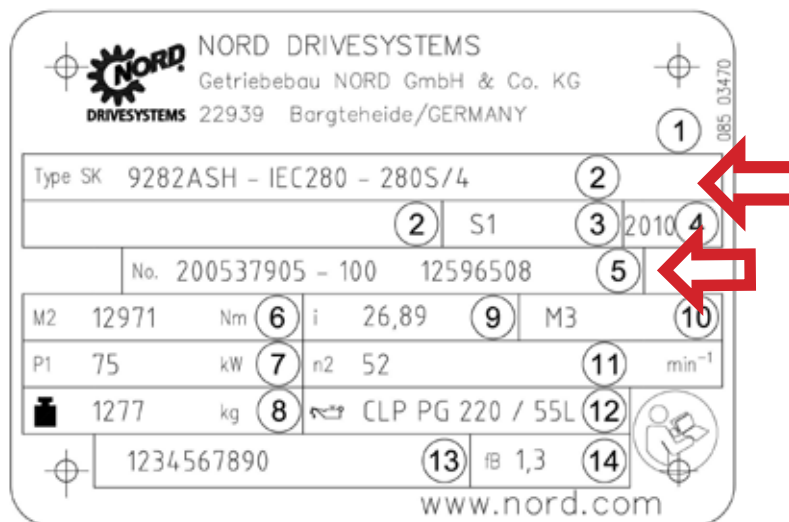 NORD DRIVESYSTEMS
NORD Getriebebau NORD GmbH & Co. KG
DRIVESYSTEMS 22939 Bargteheide/GERMANY
085 03470
1
Type SK 9282ASH - IEC280 - 280S/4 2
2 S1 3 2010 4
No. 200537905 - 100 12596508 5
M2 12971 Nm 6 i 26,89 9 M3 10
P1 75 kW 7 n2 52 11 min⁻¹
1277 kg 8 CLP PG 220 / 55L 12
1234567890 13 fB 1,3 14
www.nord.com